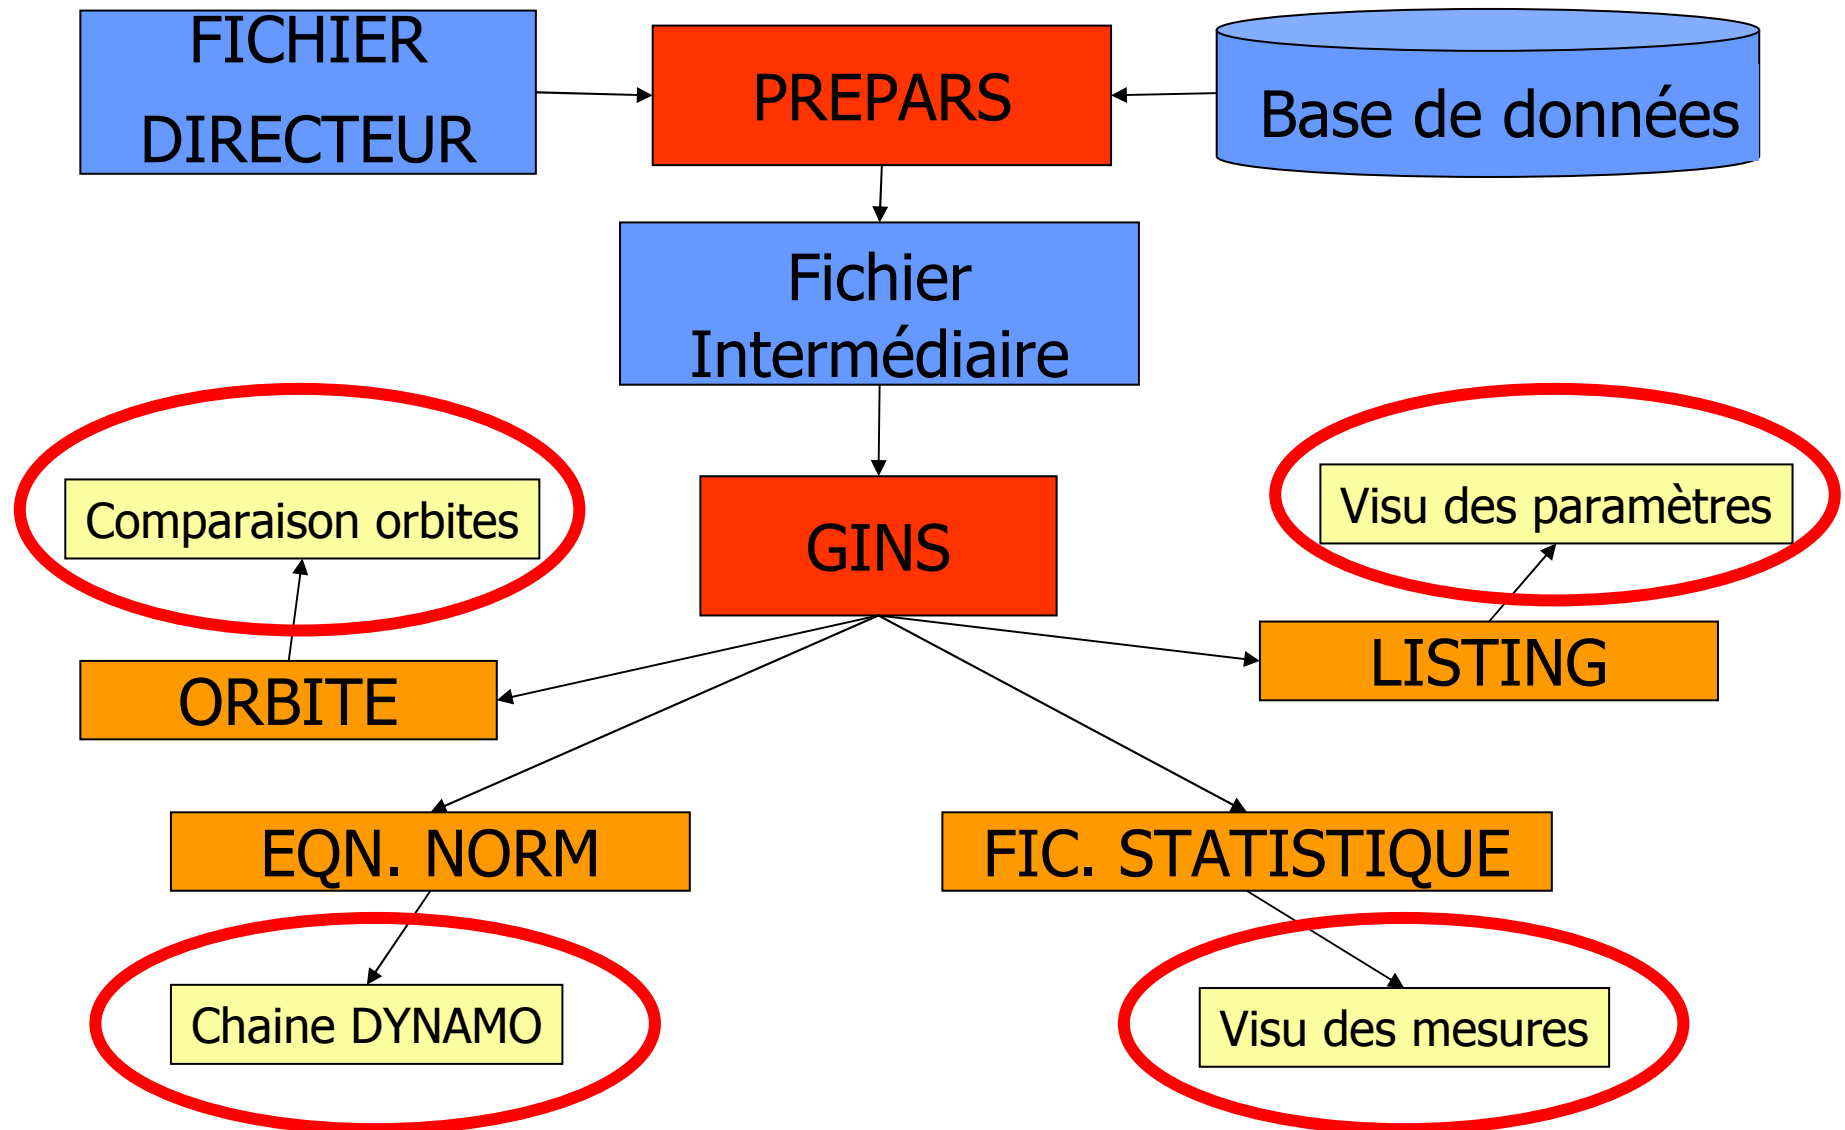 FICHIER
DIRECTEUR
PREPARS
Base de données
Fichier
Intermédiaire
Comparaison orbites
GINS
Visu des paramètres
ORBITE
LISTING
EQN. NORM
FIC. STATISTIQUE
Chaine DYNAMO
Visu des mesures